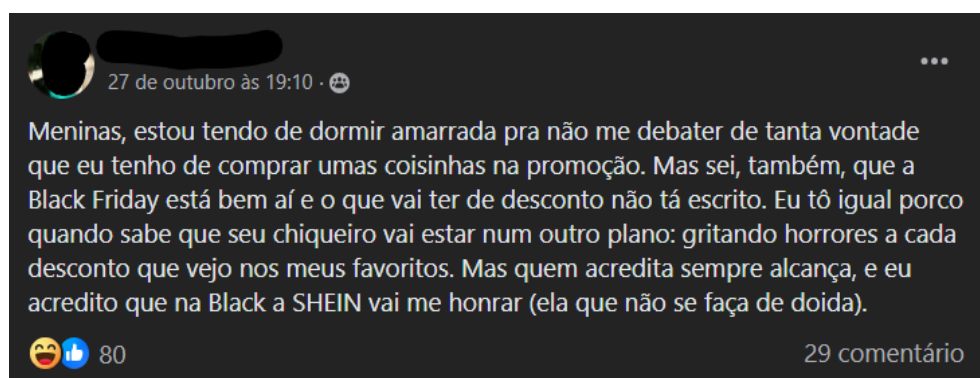 27 de outubro às 19:10 ·
Meninas, estou tendo de dormir amarrada pra não me debater de tanta vontade
que eu tenho de comprar umas coisinhas na promoção. Mas sei, também, que a
Black Friday está bem aí e o que vai ter de desconto não tá escrito. Eu tô igual porco
quando sabe que seu chiqueiro vai estar num outro plano: gritando horrores a cada
desconto que vejo nos meus favoritos. Mas quem acredita sempre alcança, e eu
acredito que na Black a SHEIN vai me honrar (ela que não se faça de doida).
80
29 comentário